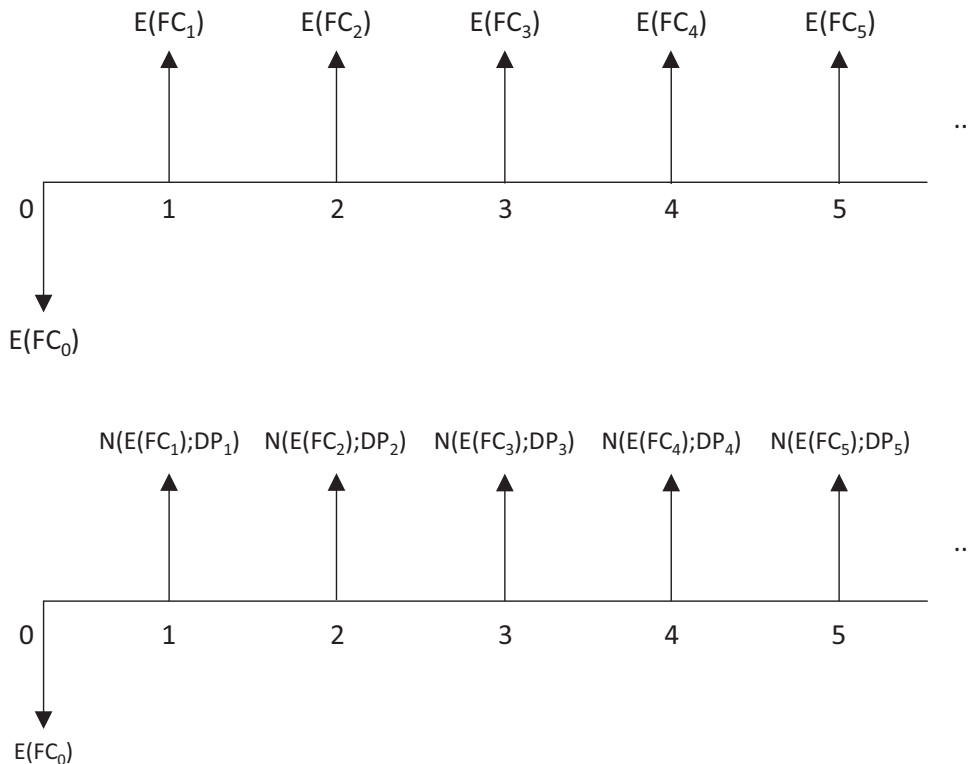 E(FC₁) E(FC₂) E(FC₃) E(FC₄) E(FC₅)
..
0 1 2 3 4 5
E(FC₀)
N(E(FC₁);DP₁) N(E(FC₂);DP₂) N(E(FC₃);DP₃) N(E(FC₄);DP₄) N(E(FC₅);DP₅)
..
0 1 2 3 4 5
E(FC₀)